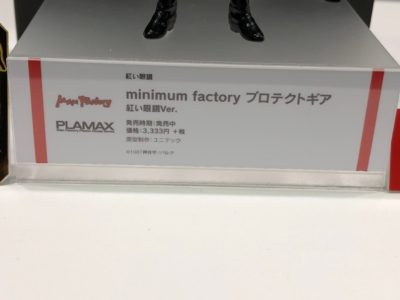 紅い眼鏡
Max Factory
minimum factory プロテクトギア
紅い眼鏡Ver.
PLAMAX
発売時期：発売中
価格：3,333円 +税
原型制作：ユニテック